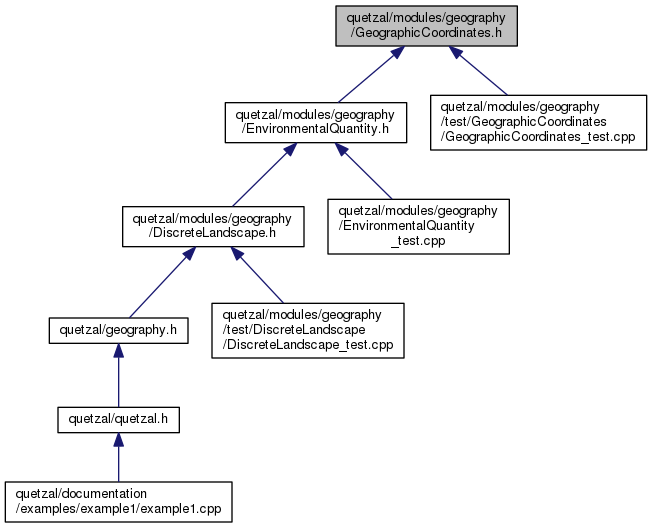 quetzal/modules/geography
/GeographicCoordinates.h
quetzal/modules/geography
/EnvironmentalQuantity.h
quetzal/modules/geography
/test/GeographicCoordinates
/GeographicCoordinates_test.cpp
quetzal/modules/geography
/DiscreteLandscape.h
quetzal/modules/geography
/EnvironmentalQuantity
_test.cpp
quetzal/geography.h
quetzal/modules/geography
/test/DiscreteLandscape
/DiscreteLandscape_test.cpp
quetzal/quetzal.h
quetzal/documentation
/examples/example1/example1.cpp